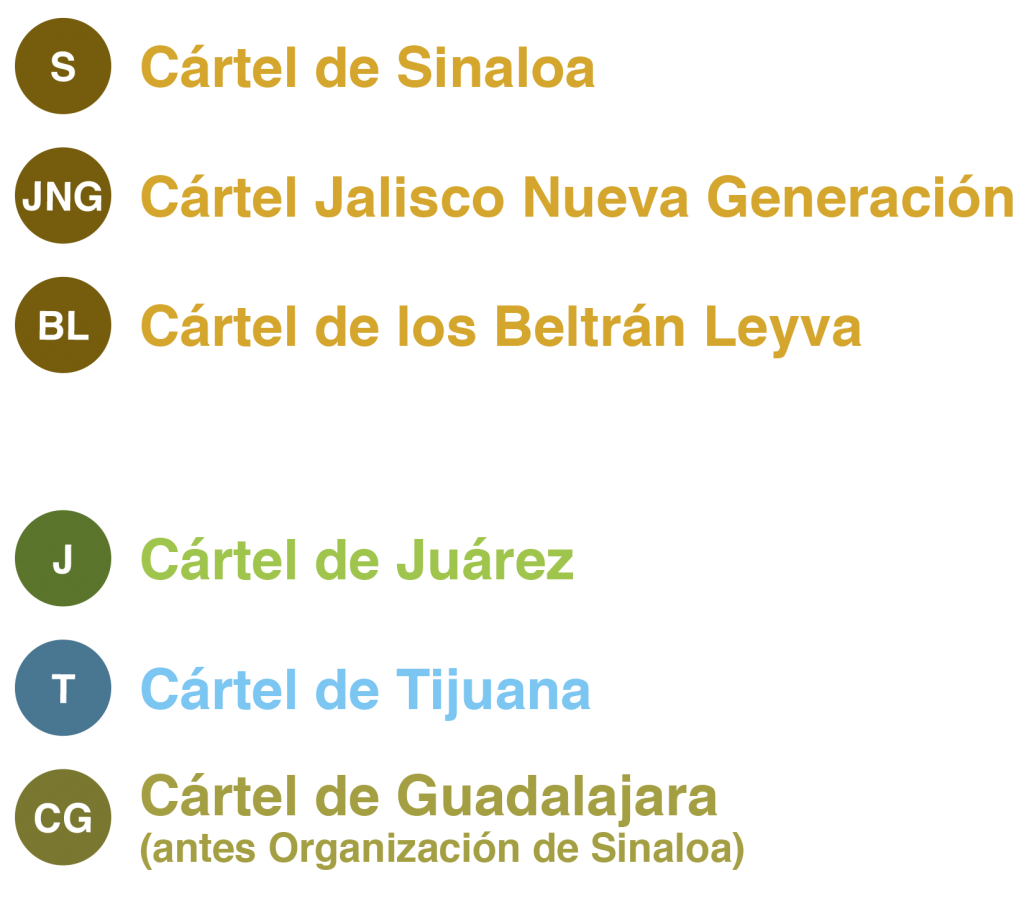 S Cártel de Sinaloa
JNG Cártel Jalisco Nueva Generación
BL Cártel de los Beltrán Leyva
J Cártel de Juárez
T Cártel de Tijuana
CG Cártel de Guadalajara
(antes Organización de Sinaloa)